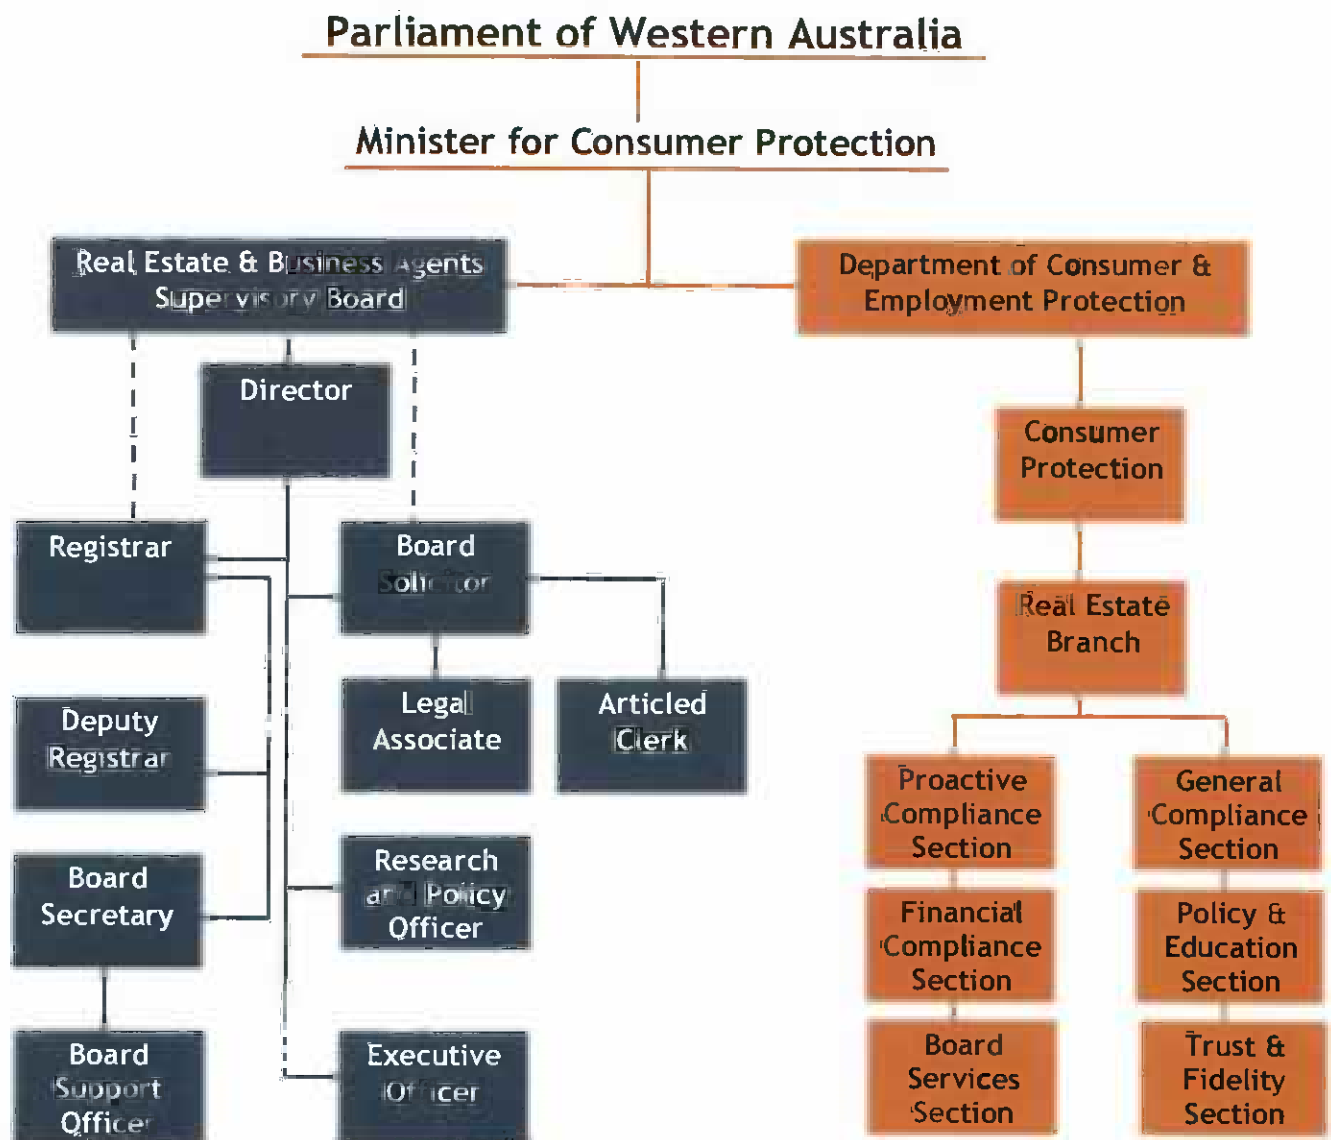 Parliament of Western Australia
Minister for Consumer Protection
Real Estate & Business Agents
Supervisory Board
Department of Consumer &
Employment Protection
Director
Consumer
Protection
Registrar
Board
Solicitor
Real Estate
Branch
Deputy
Registrar
Legal
Associate
Articled
Clerk
Proactive
Compliance
Section
General
Compliance
Section
Board
Secretary
Research
and Policy
Officer
Financial
Compliance
Section
Policy &
Education
Section
Board
Support
Officer
Executive
Officer
Board
Services
Section
Trust &
Fidelity
Section